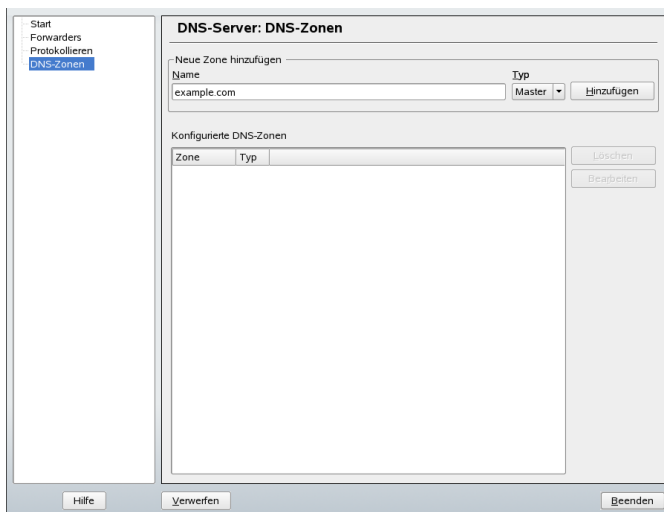 Start
Forwarders
Protokollieren
DNS-Zonen
DNS-Server: DNS-Zonen
Neue Zone hinzufügen
Name
Typ
example.com
Master
Hinzufügen
Konfigurierte DNS-Zonen
Zone
Typ
Löschen
Bearbeiten
Hilfe
Verwerfen
Beenden